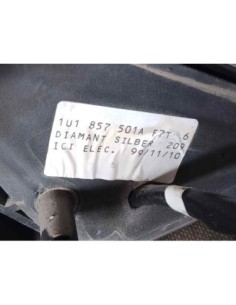 1U1 857 501A F7T 6
DIAMANT SILBER 209
ICI ELEC. 99/11/10